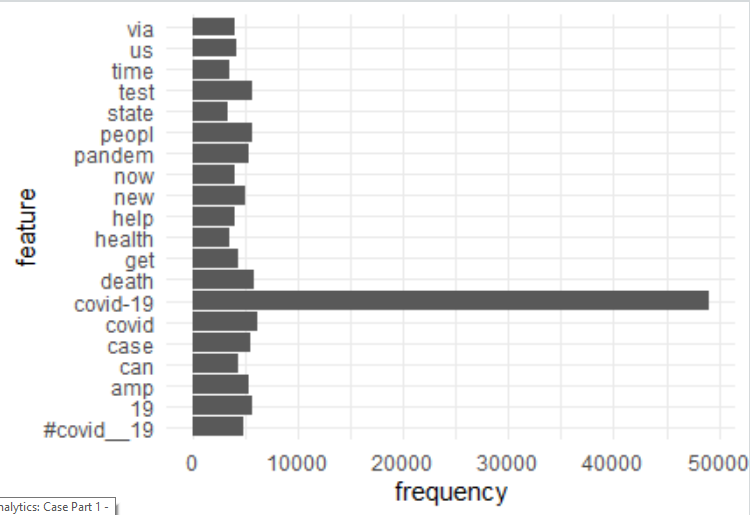 via
us
time
test
state
peopl
pandem
now
new
help
health
get
death
covid-19
covid
case
can
amp
19
#covid__19
feature
0 10000 20000 30000 40000 50000
frequency
nalytics: Case Part 1 -